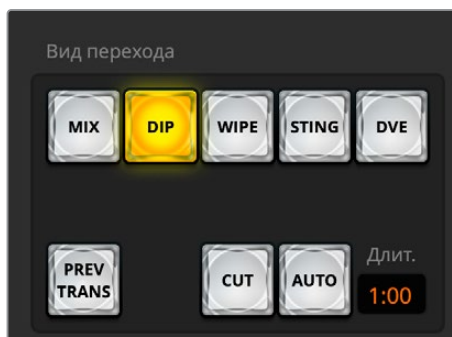 Вид перехода
MIX DIP WIPE STING DVE
PREV TRANS CUT AUTO Длит. 1:00